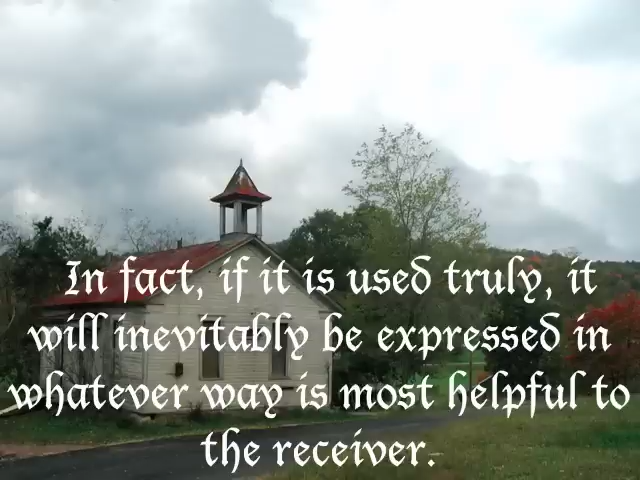 In fact, if it is used truly, it
will inevitably be expressed in
whatever way is most helpful to
the receiver.